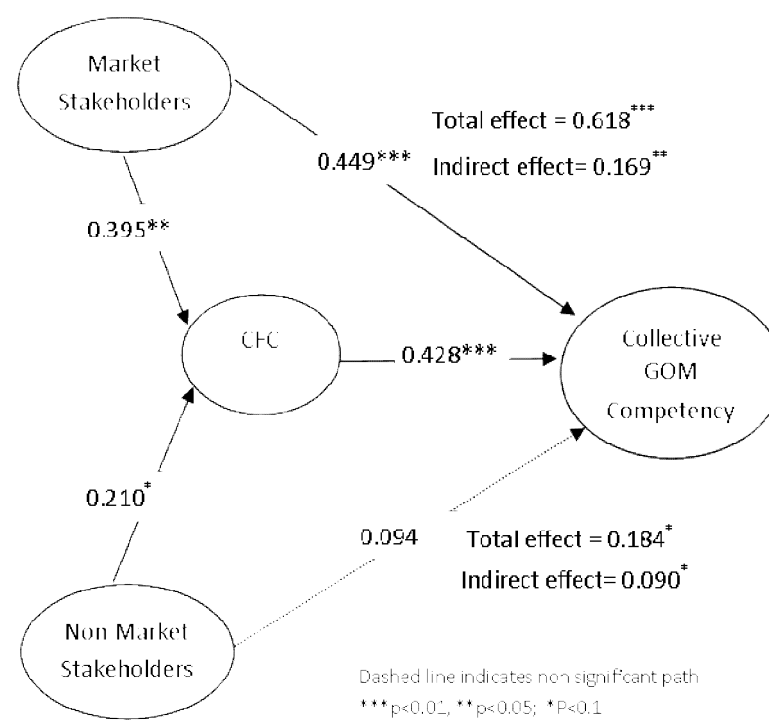 Market
Stakeholders
Total effect = 0.618***
0.449***
Indirect effect= 0.169**
0.395**
CFC
0.428***
Collective
GOM
Competency
0.210*
0.094
Total effect = 0.184*
Indirect effect= 0.090*
Non Market
Stakeholders
Dashed line indicates non significant path
***p<0.01, **p<0.05; *P<0.1